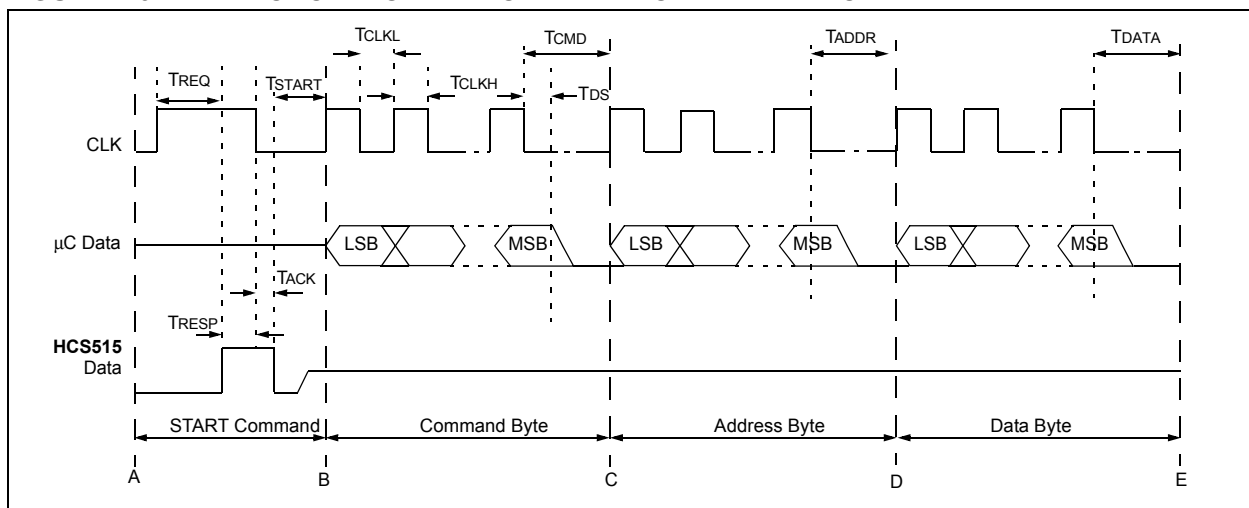 TCLKL
TCMD
TADDR
TDATA
TREQ
TSTART
TCLKH
TDS
CLK
µC Data
LSB
MSB
LSB
MSB
LSB
MSB
TACK
TRESP
HCS515
Data
START Command
Command Byte
Address Byte
Data Byte
A
B
C
D
E